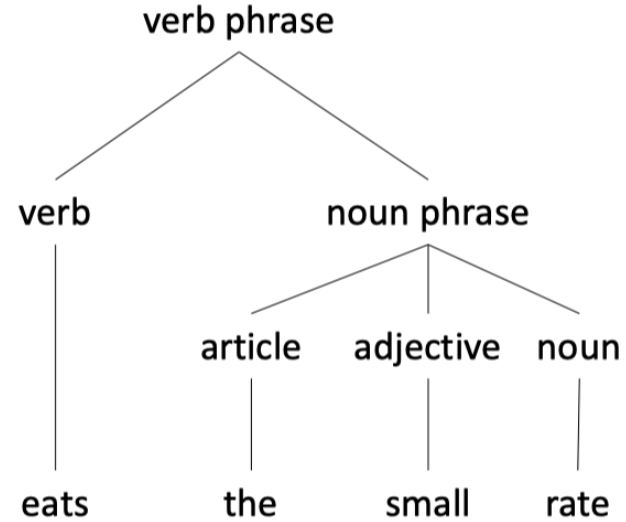 verb phrase
verb noun phrase
article adjective noun
eats the small rate